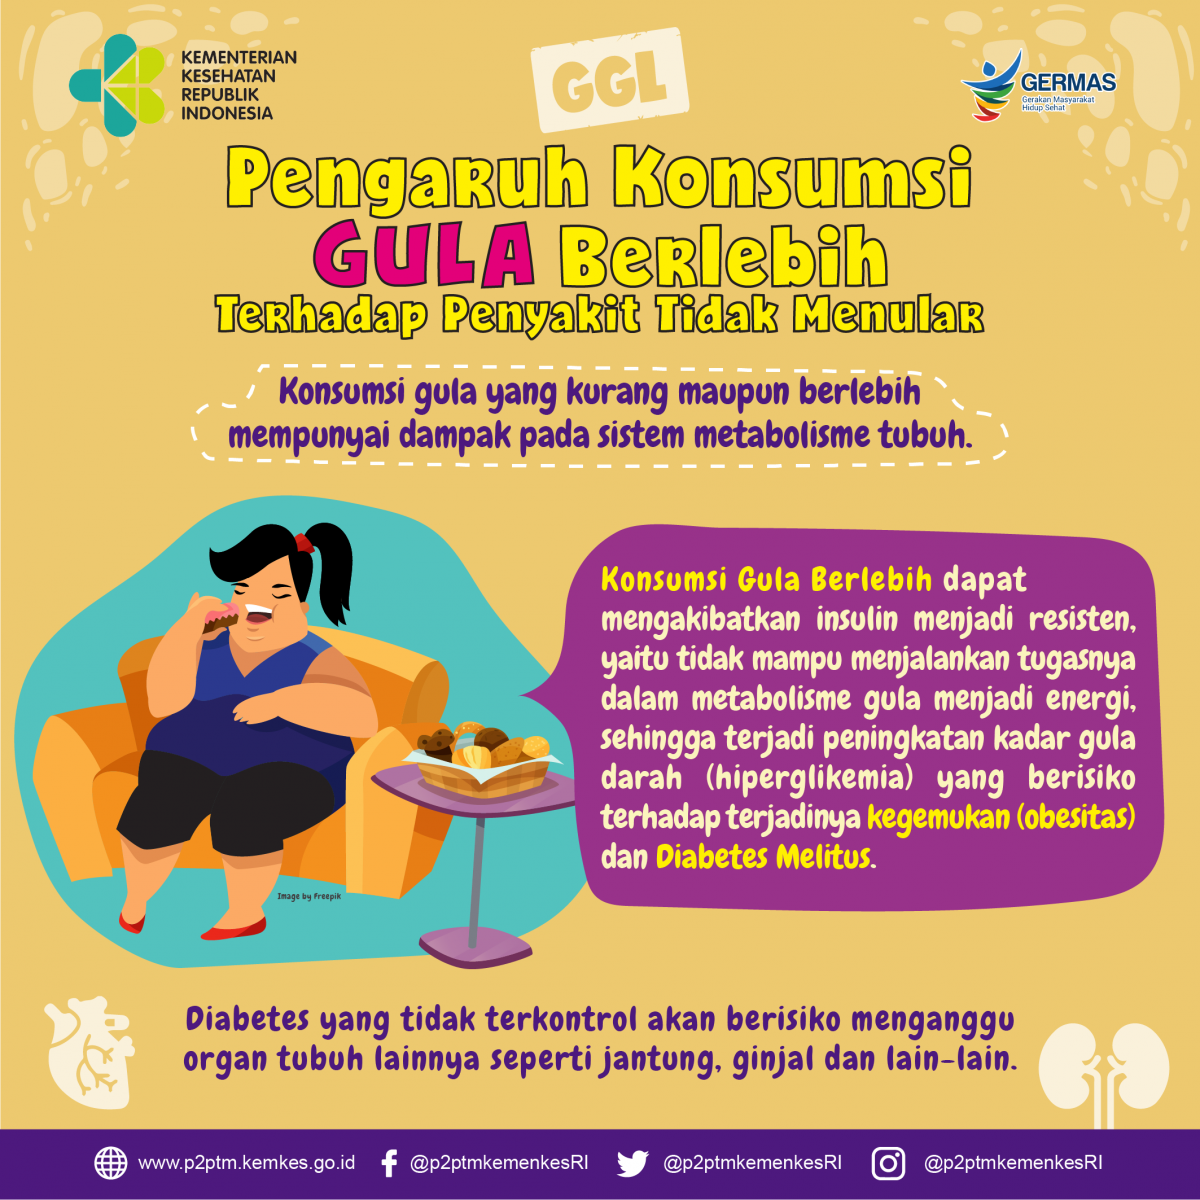 KEMENTERIAN
KESEHATAN
REPUBLIK
INDONESIA
GGL
GERMAS
Gerakan Masyarakat
Hidup Sehat
Pengaruh Konsumsi
GULA Berlebih
Terhadap Penyakit Tidak Menular
Konsumsi gula yang kurang maupun berlebih
mempunyai dampak pada sistem metabolisme tubuh.
Konsumsi Gula Berlebih dapat
mengakibatkan insulin menjadi resisten,
yaitu tidak mampu menjalankan tugasnya
dalam metabolisme gula menjadi energi,
sehingga terjadi peningkatan kadar gula
darah (hiperglikemia) yang berisiko
terhadap terjadinya kegemukan (obesitas)
dan Diabetes Melitus.
Image by Freepik
Diabetes yang tidak terkontrol akan berisiko menganggu
organ tubuh lainnya seperti jantung, ginjal dan lain-lain.
www.p2ptm.kemkes.go.id
@p2ptmkemenkesRI
@p2ptmkemenkesRI
@p2ptmkemenkesRI